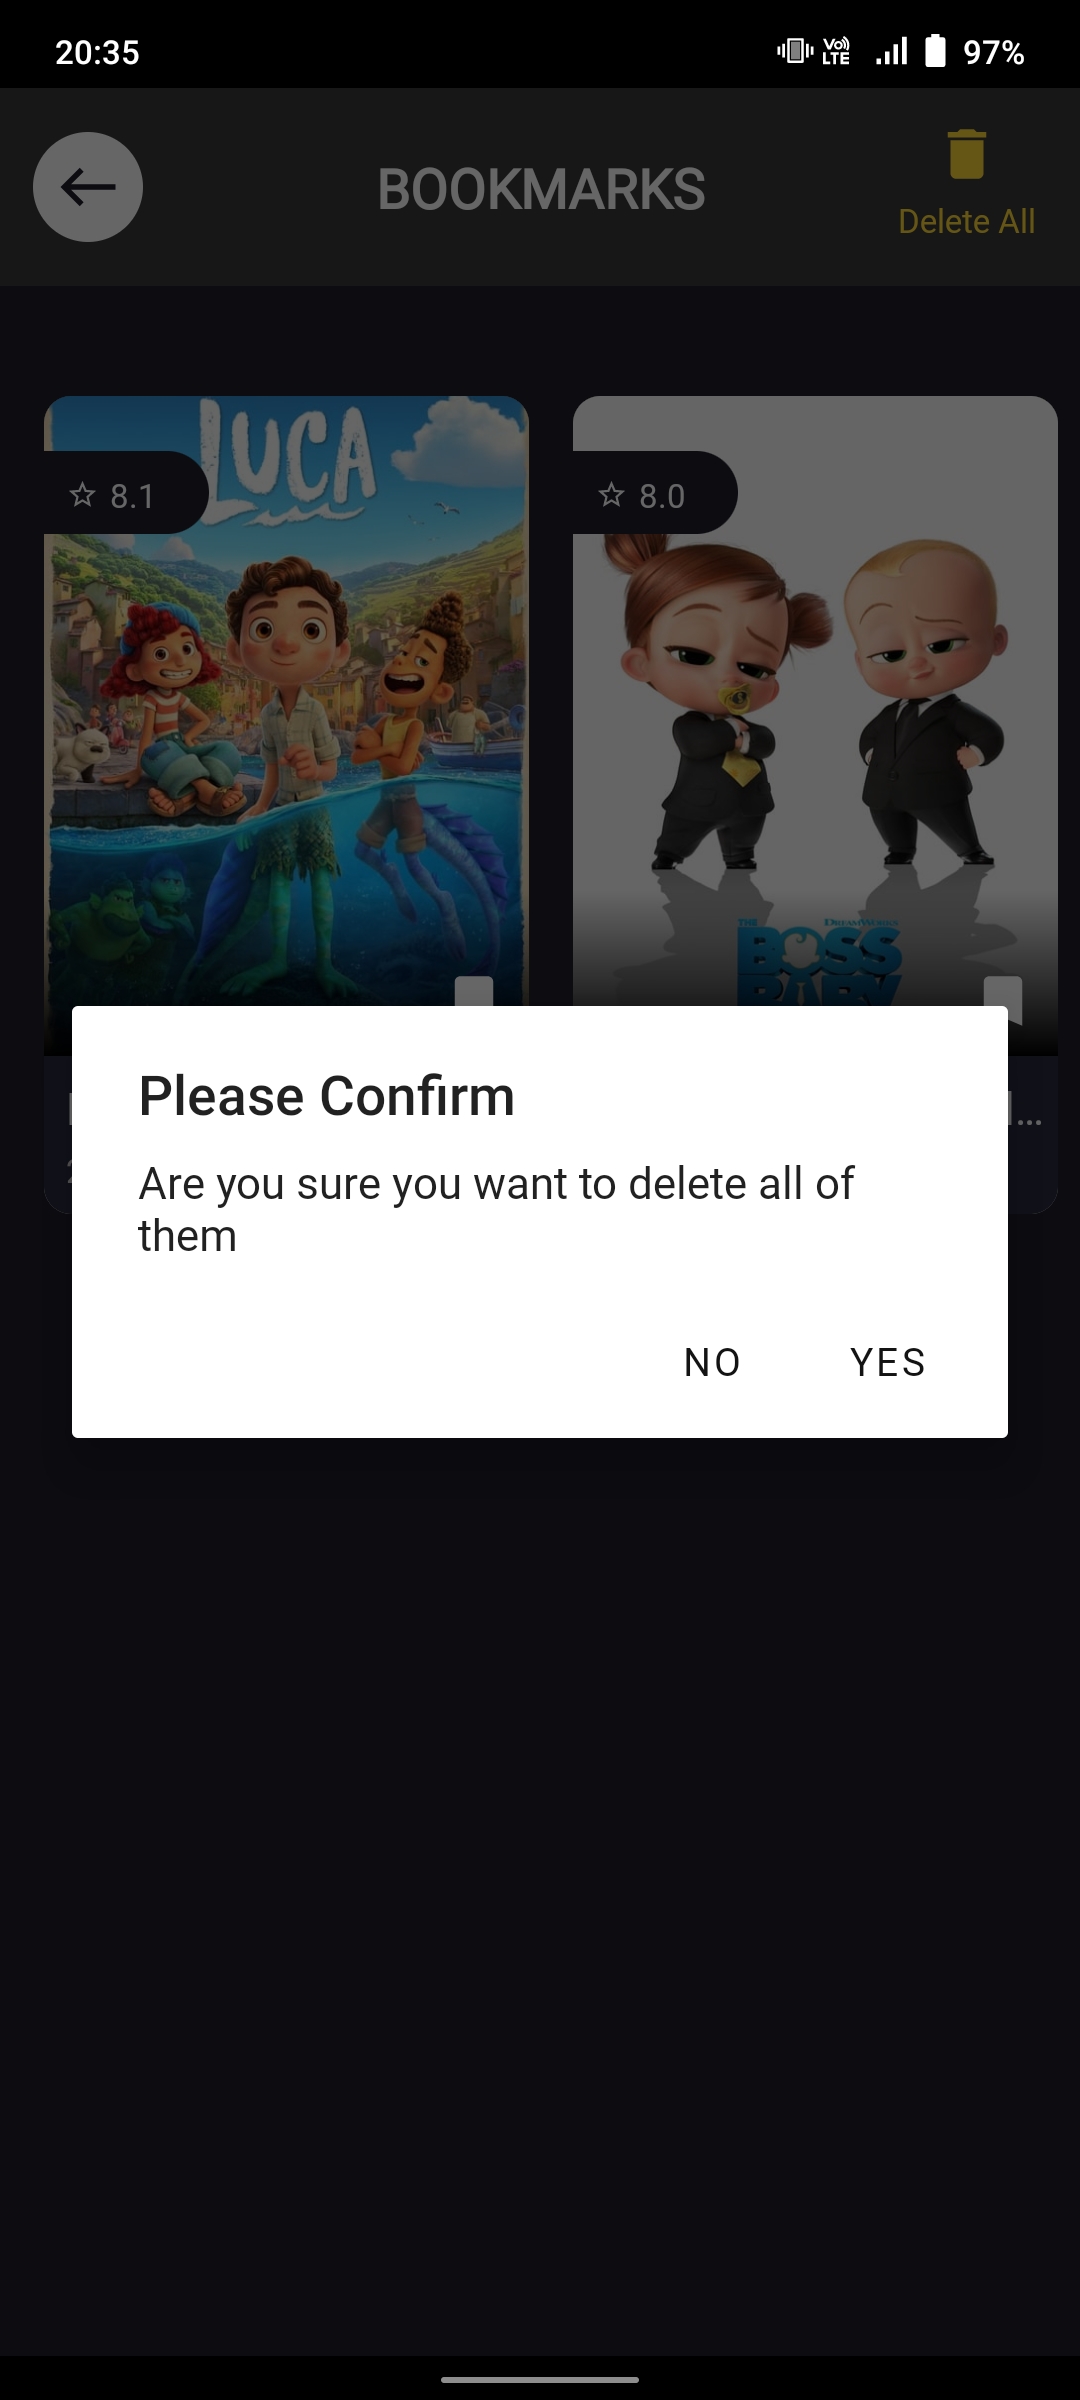 20:35
Vo)) LTE
97%
BOOKMARKS
Delete All
LUCA
8.1
8.0
THE
DREAMWORKS
BOSS
BABY
Please Confirm
Are you sure you want to delete all of
them
NO YES